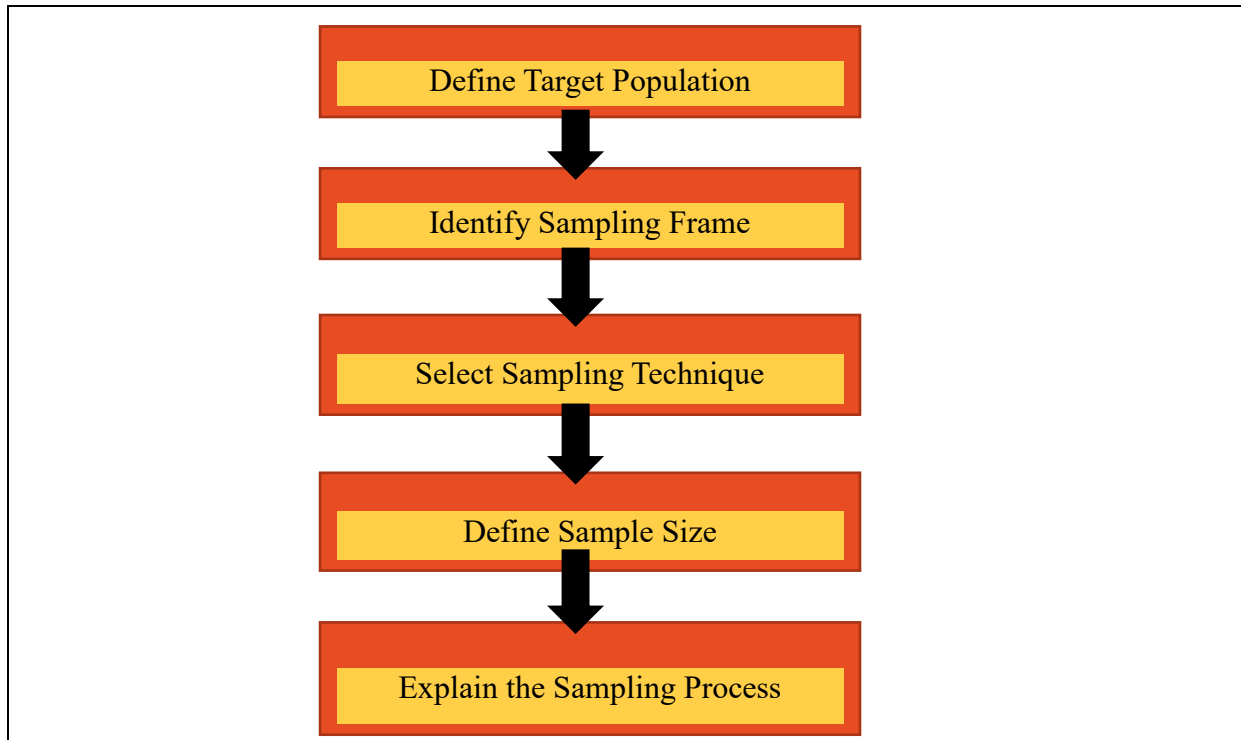 Define Target Population
Identify Sampling Frame
Select Sampling Technique
Define Sample Size
Explain the Sampling Process